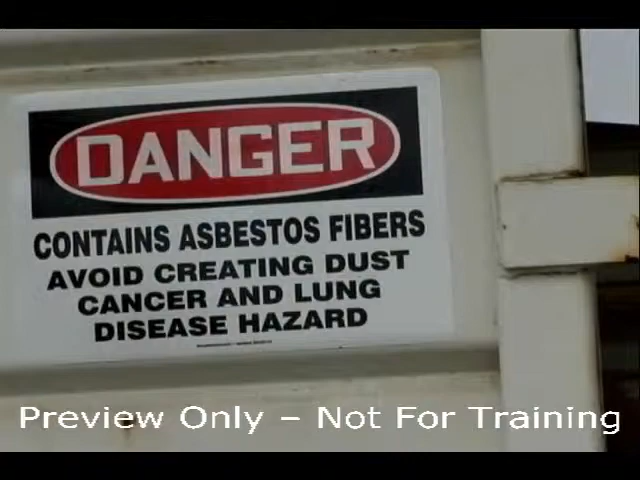 DANGER
CONTAINS ASBESTOS FIBERS
AVOID CREATING DUST
CANCER AND LUNG
DISEASE HAZARD
Preview Only – Not For Training